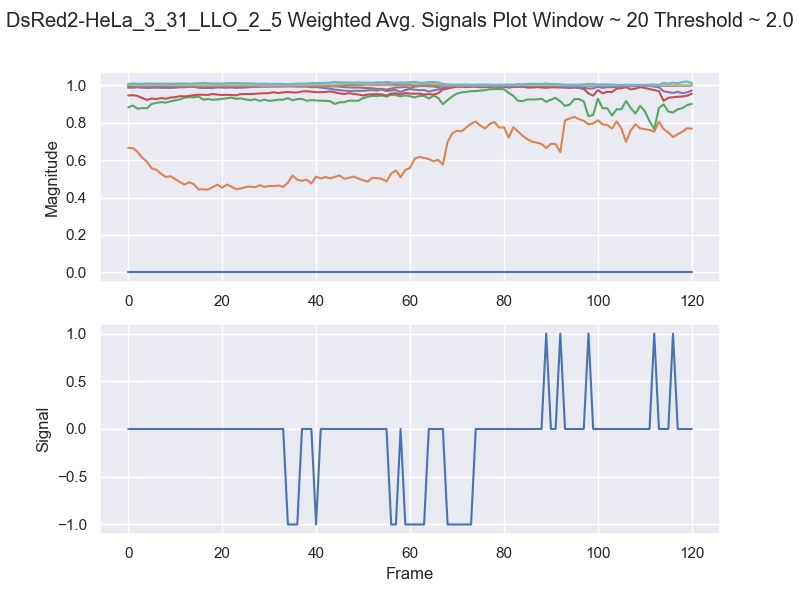 DsRed2-HeLa_3_31_LLO_2_5 Weighted Avg. Signals Plot Window ~ 20 Threshold ~ 2.0
1.0
0.8
0.6
0.4
0.2
0.0
Magnitude
0 20 40 60 80 100 120
1.0
0.5
0.0
−0.5
−1.0
Signal
0 20 40 60 80 100 120
Frame